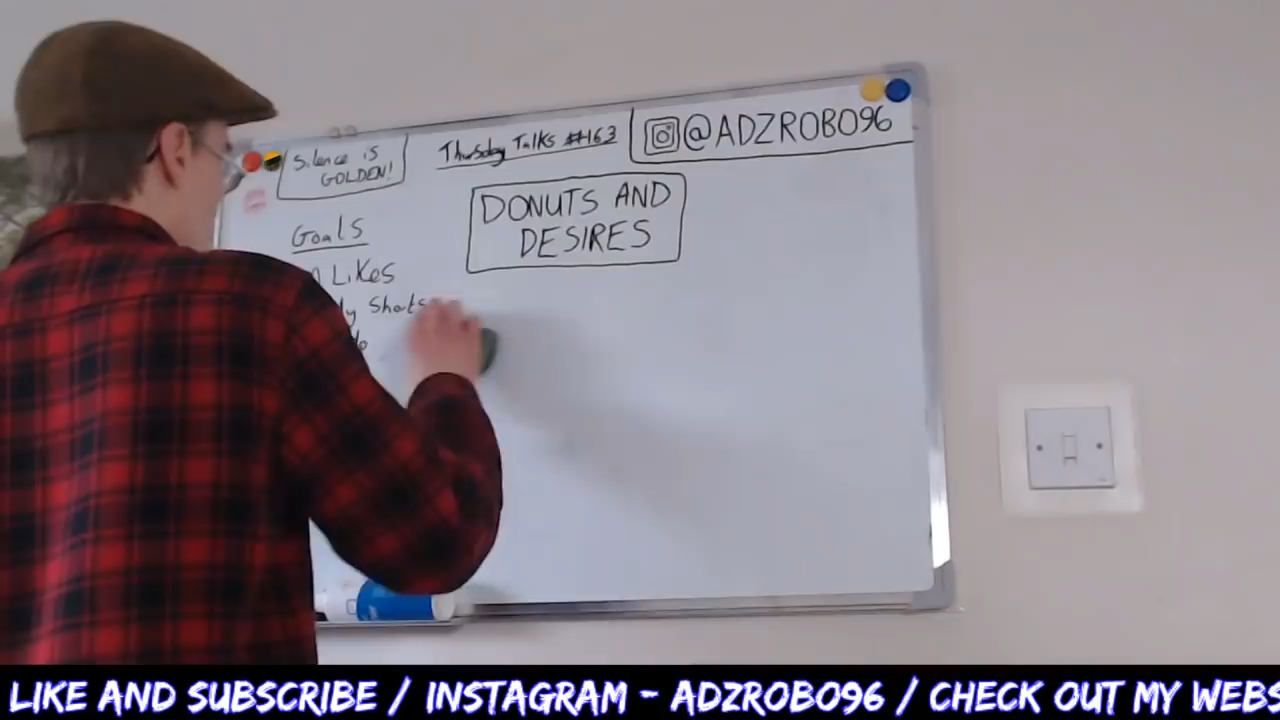 Silence is
GOLDEN!
Thursday Talks #163
@ADZROBO96
DONUTS AND
DESIRES
Goals
Likes
Shorts
LIKE AND SUBSCRIBE / INSTAGRAM - ADZROBO96 / CHECK OUT MY WEBS